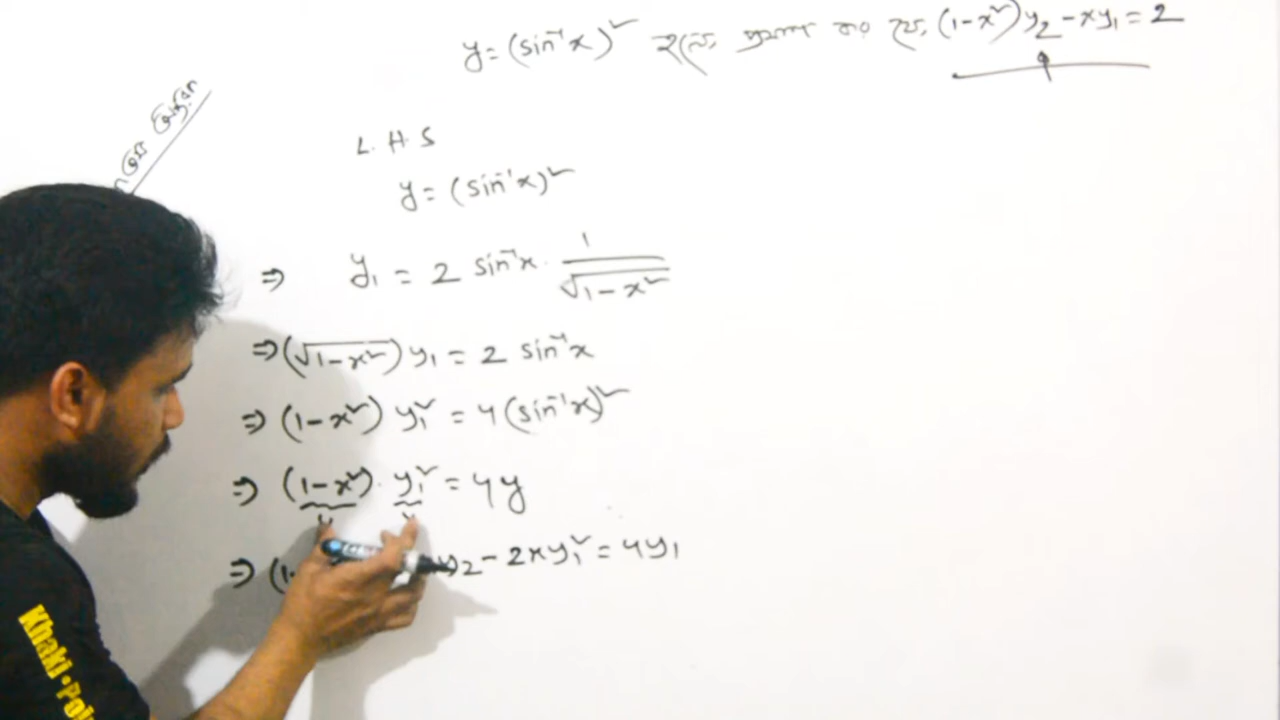 y = (sin⁻¹x)² হলে প্রমাণ কর যে, (1-x²)y₂ - xy₁ = 2
L.H.S
y = (sin⁻¹x)²
⇒ y₁ = 2 sin⁻¹x · 1/√(1-x²)
⇒ (√(1-x²)) y₁ = 2 sin⁻¹x
⇒ (1-x²) y₁² = 4(sin⁻¹x)²
⇒ (1-x²) · y₁² = 4y
⇒ (1- y₂ - 2xy₁² = 4y₁
Khaki